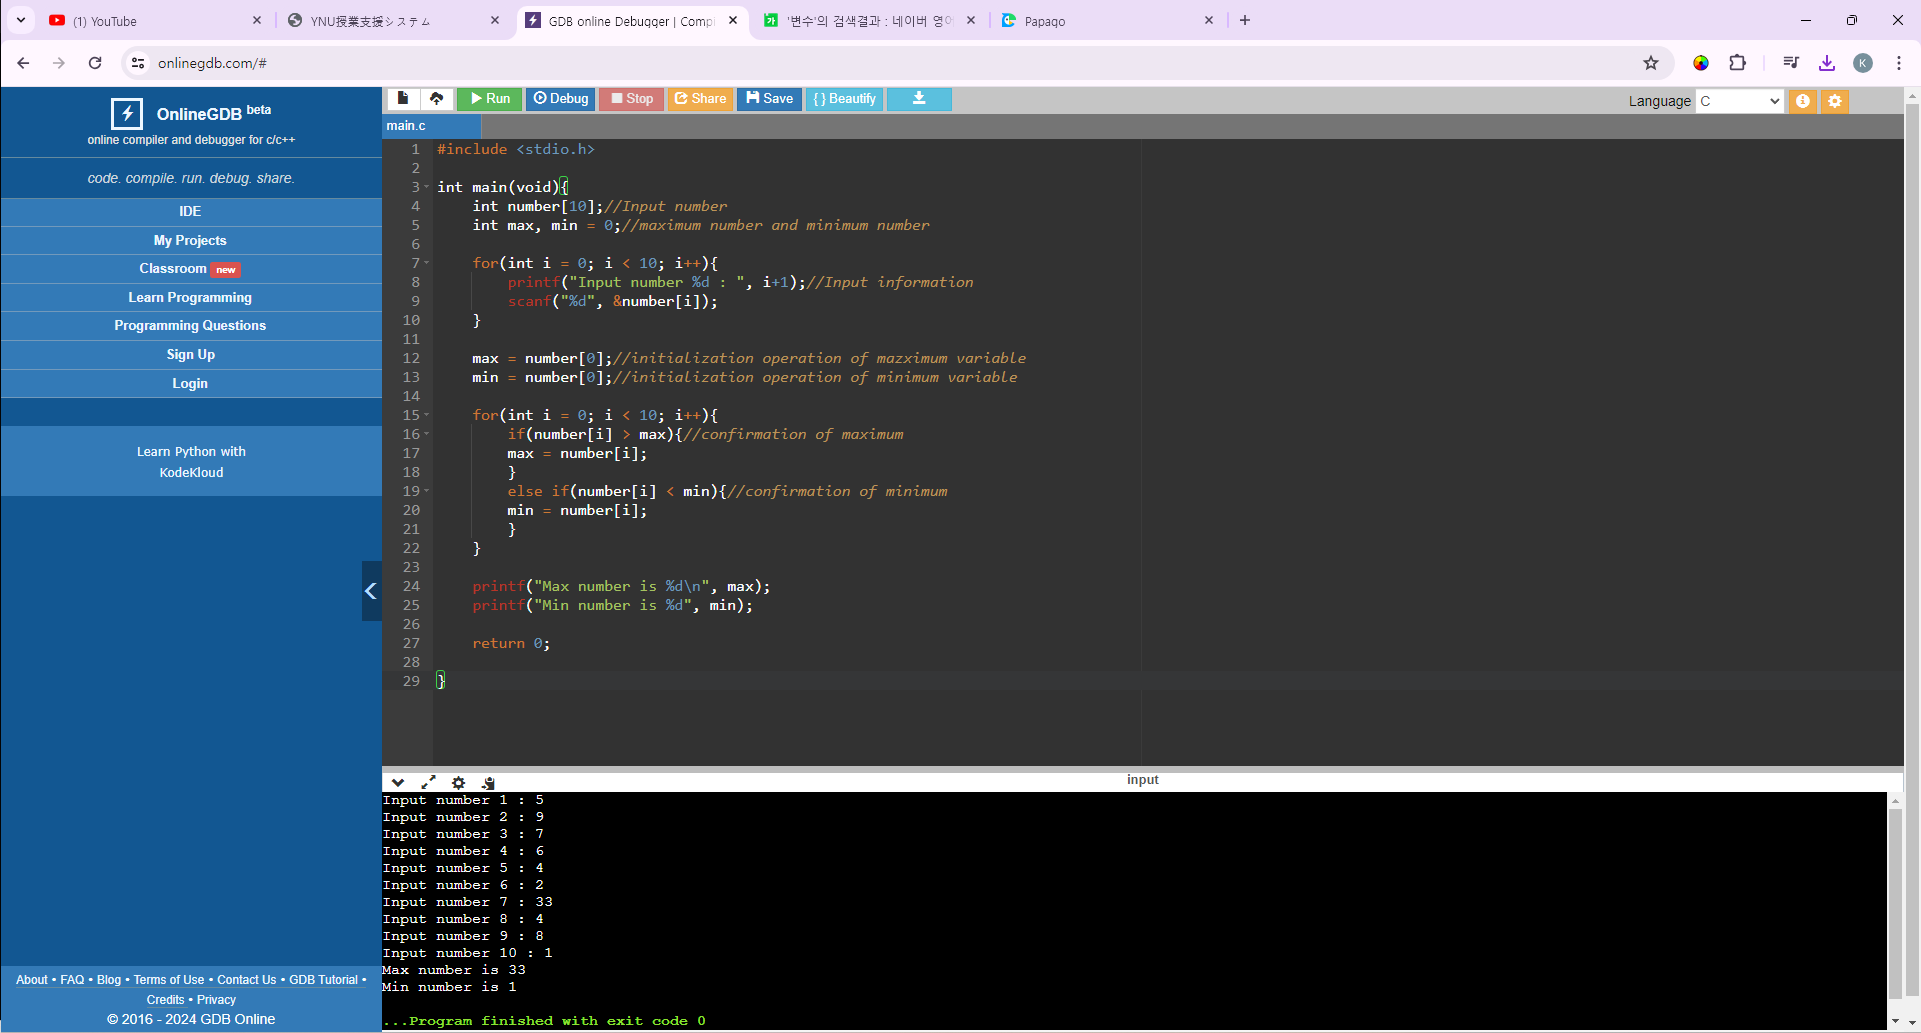 (1) YouTube
YNU授業支援システム
GDB online Debugger | Compi
'변수'의 검색결과 : 네이버 영어
Papago
onlinegdb.com/#
K
OnlineGDB beta
online compiler and debugger for c/c++
code. compile. run. debug. share.
IDE
My Projects
Classroom new
Learn Programming
Programming Questions
Sign Up
Login
Learn Python with
KodeKloud
About • FAQ • Blog • Terms of Use • Contact Us • GDB Tutorial •
Credits • Privacy
© 2016 - 2024 GDB Online
Run Debug Stop Share Save { } Beautify
Language C
main.c
1 #include <stdio.h>
2
3 int main(void){
4 int number[10];//Input number
5 int max, min = 0;//maximum number and minimum number
6
7 for(int i = 0; i < 10; i++){
8 printf("Input number %d : ", i+1);//Input information
9 scanf("%d", &number[i]);
10 }
11
12 max = number[0];//initialization operation of mazximum variable
13 min = number[0];//initialization operation of minimum variable
14
15 for(int i = 0; i < 10; i++){
16 if(number[i] > max){//confirmation of maximum
17 max = number[i];
18 }
19 else if(number[i] < min){//confirmation of minimum
20 min = number[i];
21 }
22 }
23
24 printf("Max number is %d\n", max);
25 printf("Min number is %d", min);
26
27 return 0;
28
29 }
input
Input number 1 : 5
Input number 2 : 9
Input number 3 : 7
Input number 4 : 6
Input number 5 : 4
Input number 6 : 2
Input number 7 : 33
Input number 8 : 4
Input number 9 : 8
Input number 10 : 1
Max number is 33
Min number is 1
...Program finished with exit code 0